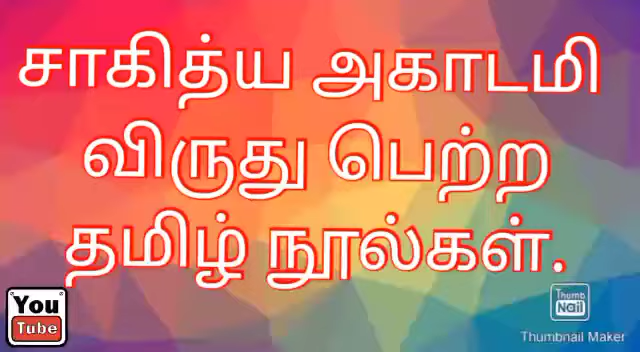 சாகித்ய அகாடமி
விருது பெற்ற
தமிழ் நூல்கள்.
You
Tube
Thumb
Nail
Thumbnail Maker